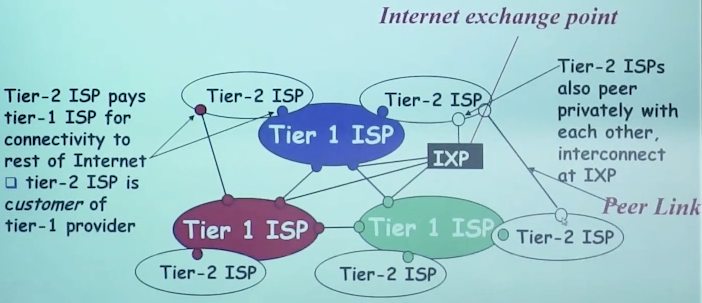 Internet exchange point
Tier-2 ISP pays
tier-1 ISP for
connectivity to
rest of Internet
❑ tier-2 ISP is
customer of
tier-1 provider
Tier-2 ISP
Tier-2 ISP
Tier 1 ISP
IXP
Tier-2 ISPs
also peer
privately with
each other,
interconnect
at IXP
Peer Link
Tier 1 ISP
Tier 1 ISP
Tier-2 ISP
Tier-2 ISP
Tier-2 ISP